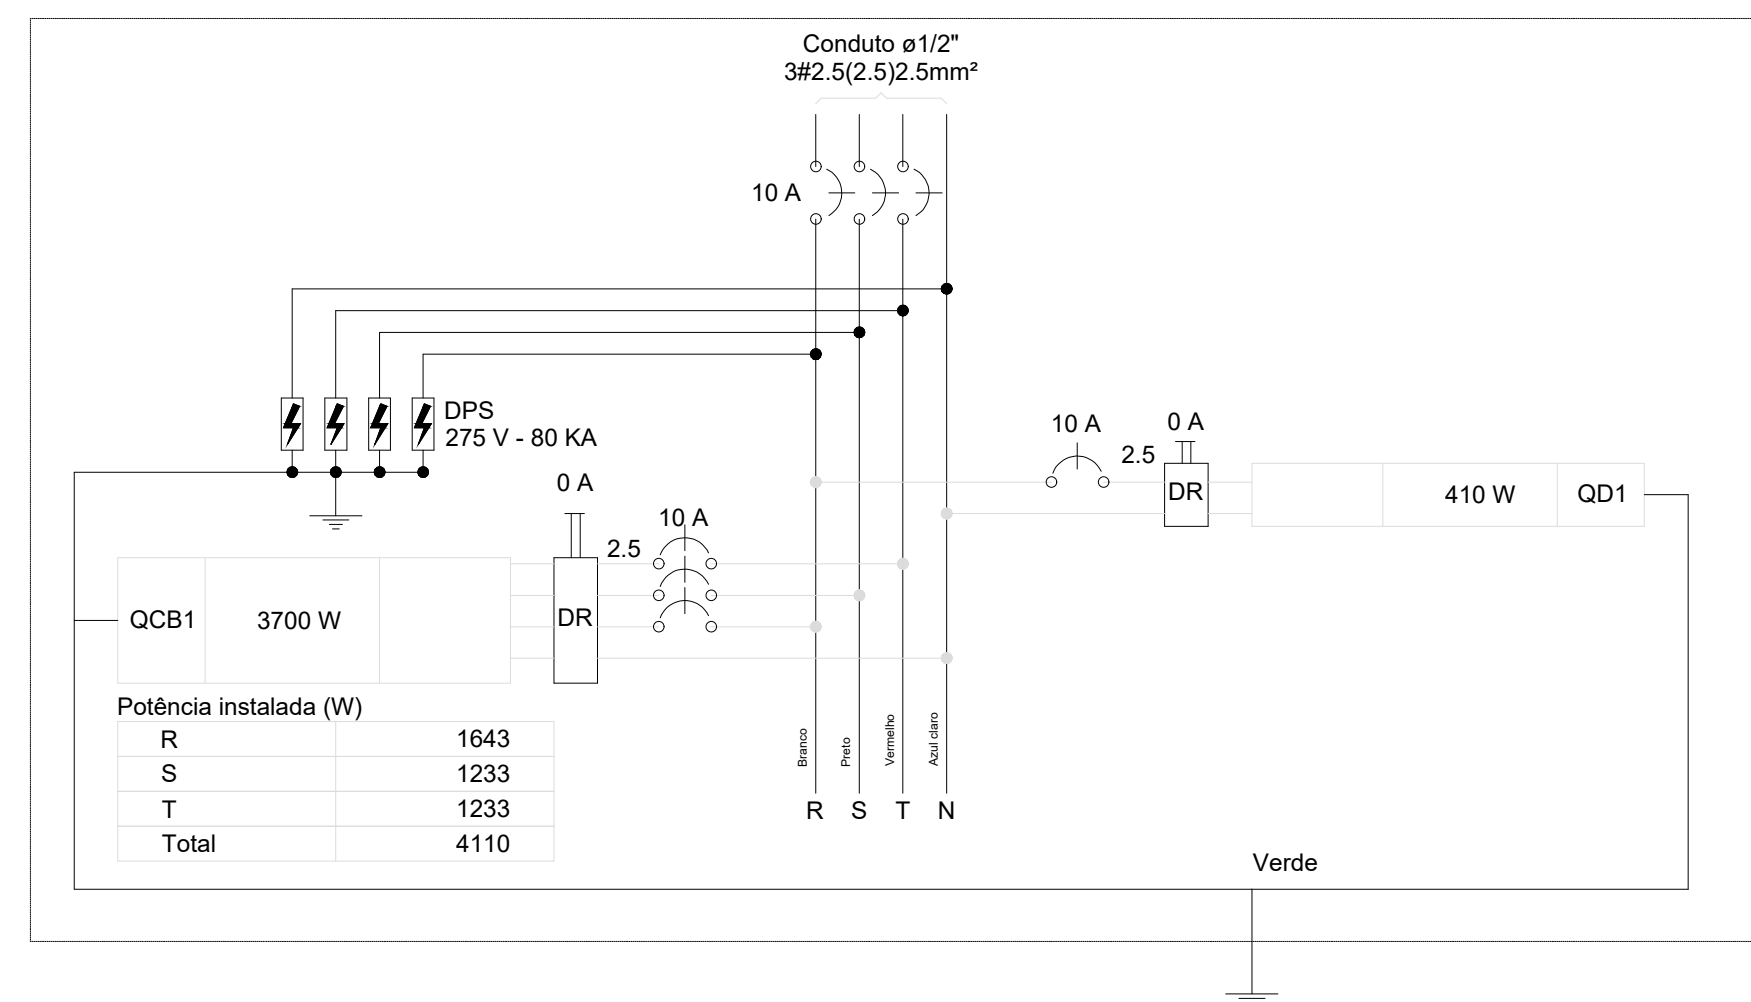 Conduto ø1/2"
3#2.5(2.5)2.5mm²
10 A
DPS
275 V - 80 KA
10 A
0 A
2.5
DR
410 W
QD1
0 A
10 A
2.5
DR
QCB1
3700 W
Potência instalada (W)
R 1643
S 1233
T 1233
Total 4110
Branco
Preto
Vermelho
Azul claro
R S T N
Verde